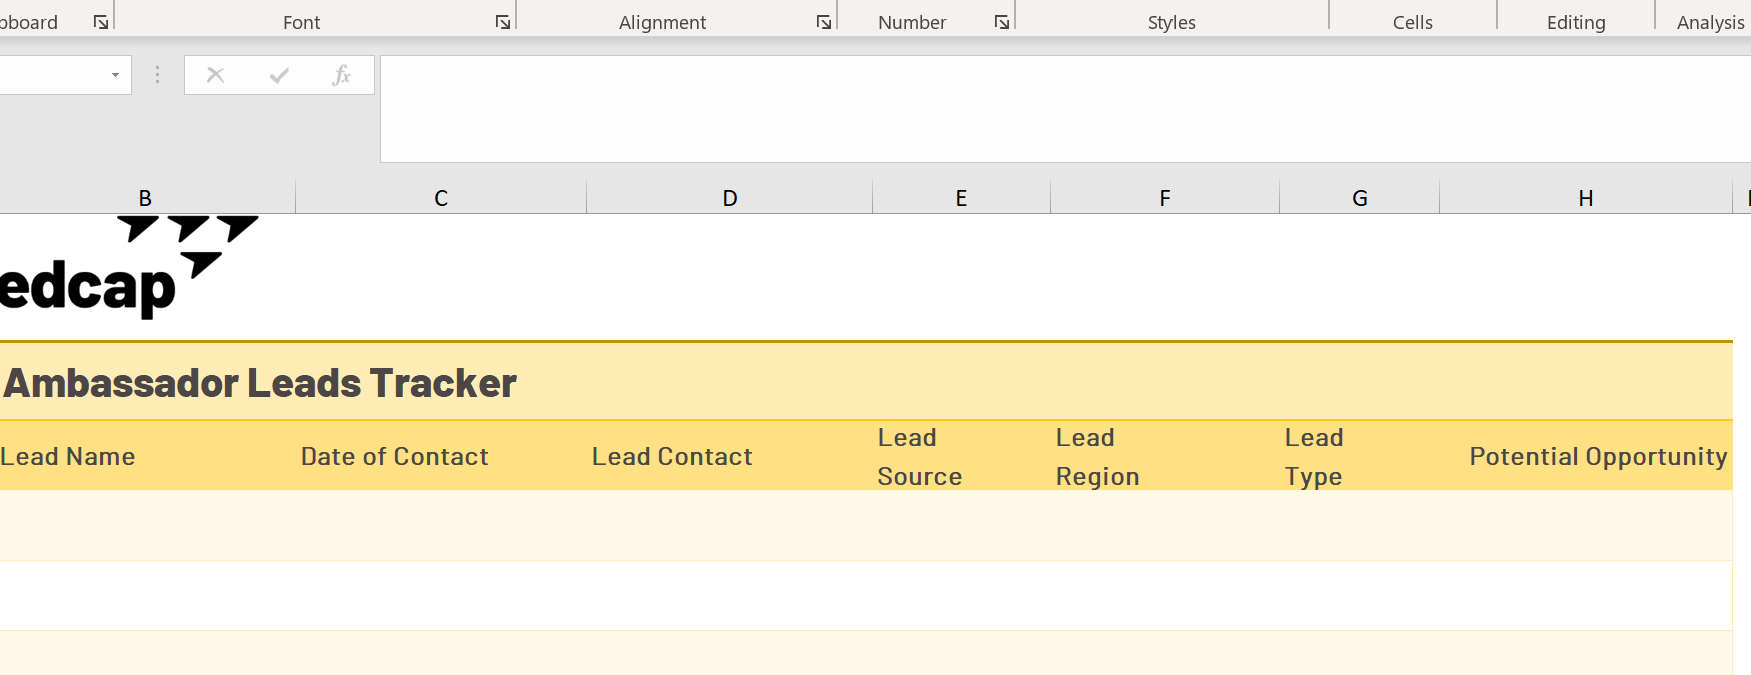 Font Alignment Number Styles Cells Editing Analysis
fx
B C D E F G H
edcap
Ambassador Leads Tracker
Lead Name Date of Contact Lead Contact Lead Source Lead Region Lead Type Potential Opportunity